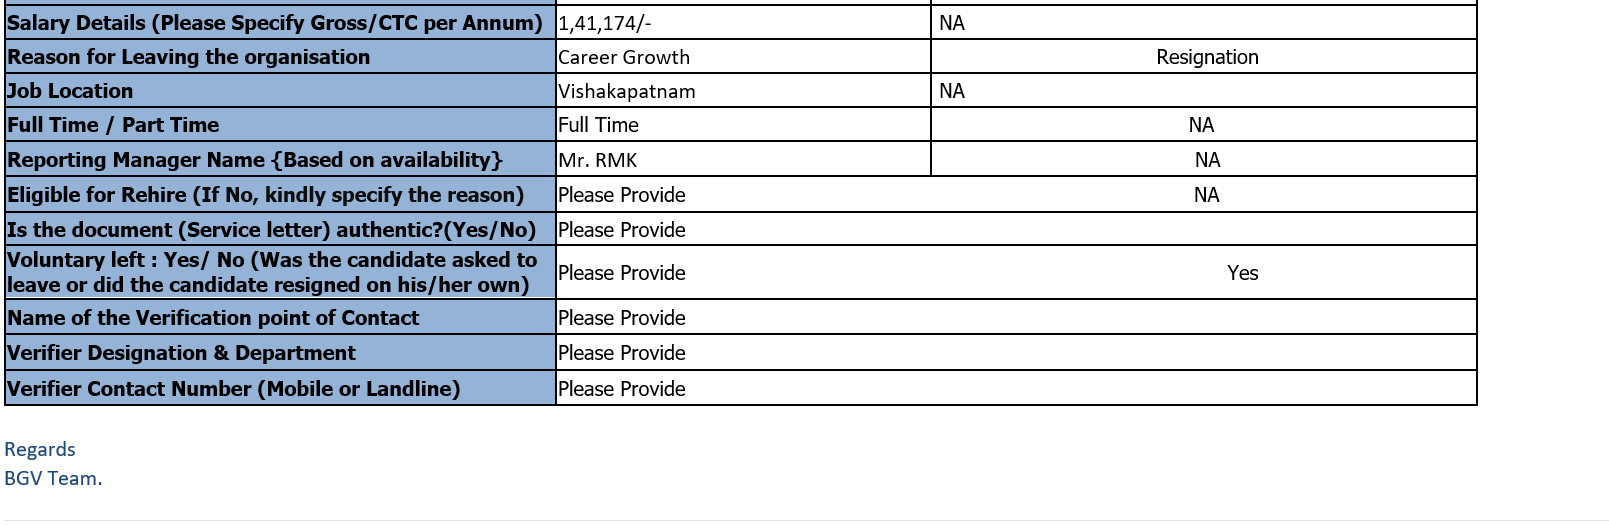 Salary Details (Please Specify Gross/CTC per Annum) 1,41,174/- NA
Reason for Leaving the organisation Career Growth Resignation
Job Location Vishakapatnam NA
Full Time / Part Time Full Time NA
Reporting Manager Name {Based on availability} Mr. RMK NA
Eligible for Rehire (If No, kindly specify the reason) Please Provide NA
Is the document (Service letter) authentic?(Yes/No) Please Provide
Voluntary left : Yes/ No (Was the candidate asked to
leave or did the candidate resigned on his/her own) Please Provide Yes
Name of the Verification point of Contact Please Provide
Verifier Designation & Department Please Provide
Verifier Contact Number (Mobile or Landline) Please Provide
Regards
BGV Team.